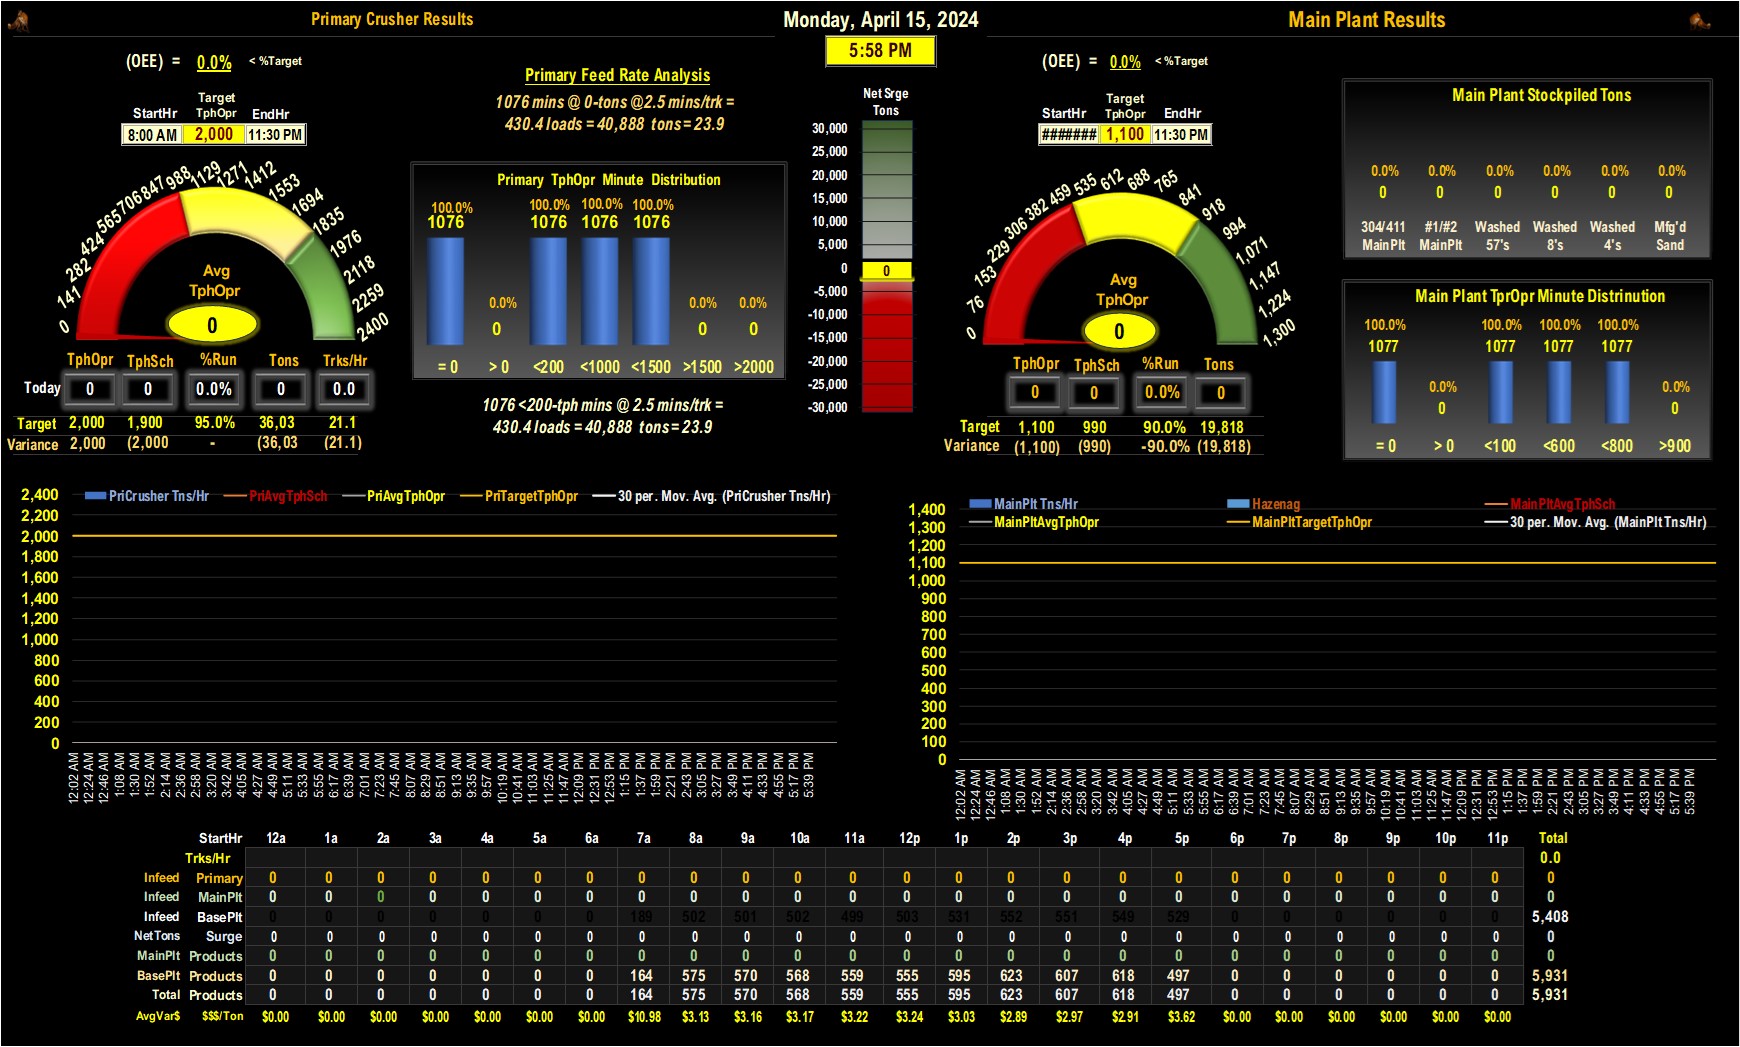 Primary Crusher Results
Monday, April 15, 2024
Main Plant Results
5:58 PM
(OEE) = 0.0% < %Target
StartHr Target TphOpr EndHr
8:00 AM 2,000 11:30 PM
0 141 282 424 565 706 847 988 1129 1271 1412 1553 1694 1835 1976 2118 2259 2400
Avg
TphOpr
0
TphOpr TphSch %Run Tons Trks/Hr
Today 0 0 0.0% 0 0.0
Target 2,000 1,900 95.0% 36,03 21.1
Variance 2,000 (2,000 - (36,03 (21.1)
Primary Feed Rate Analysis
1076 mins @ 0-tons @2.5 mins/trk =
430.4 loads = 40,888 tons = 23.9
Primary TphOpr Minute Distribution
100.0% 100.0% 100.0% 100.0%
1076 1076 1076 1076
0.0% 0.0% 0.0%
0 0 0
= 0 > 0 <200 <1000 <1500 >1500 >2000
1076 <200-tph mins @ 2.5 mins/trk =
430.4 loads = 40,888 tons = 23.9
Net Srge
Tons
30,000
25,000
20,000
15,000
10,000
5,000
0 0
-5,000
-10,000
-15,000
-20,000
-25,000
-30,000
(OEE) = 0.0% < %Target
StartHr Target TphOpr EndHr
####### 1,100 11:30 PM
0 76 153 229 306 382 459 535 612 688 765 841 918 994 1,071 1,147 1,224 1,300
Avg
TphOpr
0
TphOpr TphSch %Run Tons
0 0 0.0% 0
Target 1,100 990 90.0% 19,818
Variance (1,100) (990) -90.0% (19,818)
Main Plant Stockpiled Tons
0.0% 0.0% 0.0% 0.0% 0.0% 0.0%
0 0 0 0 0 0
304/411 #1/#2 Washed Washed Washed Mfg'd
MainPlt MainPlt 57's 8's 4's Sand
Main Plant TprOpr Minute Distrinution
100.0% 100.0% 100.0% 100.0%
1077 1077 1077 1077
0.0% 0.0%
0 0
= 0 > 0 <100 <600 <800 >900
PriCrusher Tns/Hr PriAvgTphSch PriAvgTphOpr PriTargetTphOpr 30 per. Mov. Avg. (PriCrusher Tns/Hr)
2,400
2,200
2,000
1,800
1,600
1,400
1,200
1,000
800
600
400
200
0
12:02 AM 12:24 AM 12:46 AM 1:08 AM 1:30 AM 1:52 AM 2:14 AM 2:36 AM 2:58 AM 3:20 AM 3:42 AM 4:05 AM 4:27 AM 4:49 AM 5:11 AM 5:33 AM 5:55 AM 6:17 AM 6:39 AM 7:01 AM 7:23 AM 7:45 AM 8:07 AM 8:29 AM 8:51 AM 9:13 AM 9:35 AM 9:57 AM 10:19 AM 10:41 AM 11:03 AM 11:25 AM 11:47 AM 12:09 PM 12:31 PM 12:53 PM 1:15 PM 1:37 PM 1:59 PM 2:21 PM 2:43 PM 3:05 PM 3:27 PM 3:49 PM 4:11 PM 4:33 PM 4:55 PM 5:17 PM 5:39 PM
MainPlt Tns/Hr Hazenag MainPltAvgTphSch
MainPltAvgTphOpr MainPltTargetTphOpr 30 per. Mov. Avg. (MainPlt Tns/Hr)
1,400
1,300
1,200
1,100
1,000
900
800
700
600
500
400
300
200
100
0
12:02 AM 12:24 AM 12:46 AM 1:08 AM 1:30 AM 1:52 AM 2:14 AM 2:36 AM 2:58 AM 3:20 AM 3:42 AM 4:05 AM 4:27 AM 4:49 AM 5:11 AM 5:33 AM 5:55 AM 6:17 AM 6:39 AM 7:01 AM 7:23 AM 7:45 AM 8:07 AM 8:29 AM 8:51 AM 9:13 AM 9:35 AM 9:57 AM 10:19 AM 10:41 AM 11:03 AM 11:25 AM 11:47 AM 12:09 PM 12:31 PM 12:53 PM 1:15 PM 1:37 PM 1:59 PM 2:21 PM 2:43 PM 3:05 PM 3:27 PM 3:49 PM 4:11 PM 4:33 PM 4:55 PM 5:17 PM 5:39 PM
StartHr 12a 1a 2a 3a 4a 5a 6a 7a 8a 9a 10a 11a 12p 1p 2p 3p 4p 5p 6p 7p 8p 9p 10p 11p Total
Trks/Hr 0.0
Infeed Primary 0 0 0 0 0 0 0 0 0 0 0 0 0 0 0 0 0 0 0 0 0 0 0 0 0
Infeed MainPlt 0 0 0 0 0 0 0 0 0 0 0 0 0 0 0 0 0 0 0 0 0 0 0 0 0
Infeed BasePlt 0 0 0 0 0 0 0 189 502 501 502 499 503 531 552 551 549 529 0 0 0 0 0 0 5,408
NetTons Surge 0 0 0 0 0 0 0 0 0 0 0 0 0 0 0 0 0 0 0 0 0 0 0 0 0
MainPlt Products 0 0 0 0 0 0 0 0 0 0 0 0 0 0 0 0 0 0 0 0 0 0 0 0 0
BasePlt Products 0 0 0 0 0 0 0 164 575 570 568 559 555 595 623 607 618 497 0 0 0 0 0 0 5,931
Total Products 0 0 0 0 0 0 0 164 575 570 568 559 555 595 623 607 618 497 0 0 0 0 0 0 5,931
AvgVar$ $$$/Ton $0.00 $0.00 $0.00 $0.00 $0.00 $0.00 $0.00 $10.98 $3.13 $3.16 $3.17 $3.22 $3.24 $3.03 $2.89 $2.97 $2.91 $3.62 $0.00 $0.00 $0.00 $0.00 $0.00 $0.00